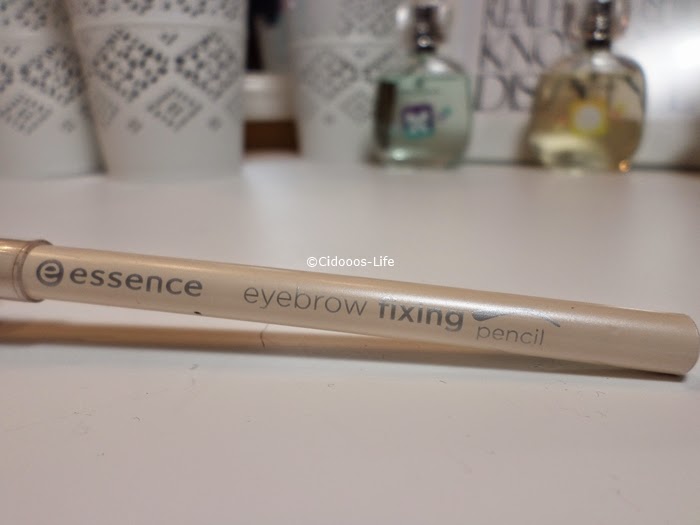 ©Cidooos-Life
e essence eyebrow fixing pencil